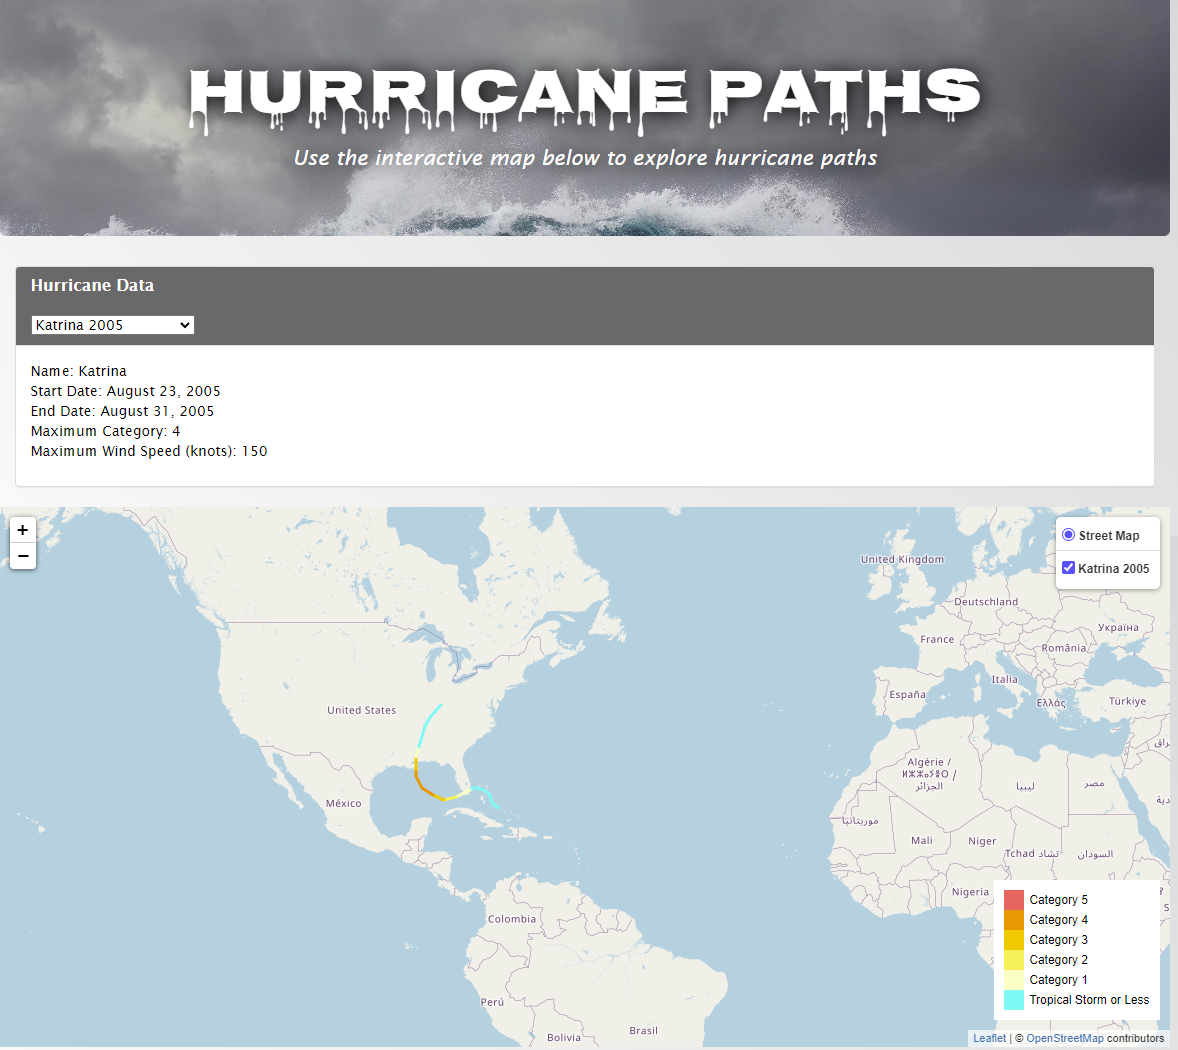 HURRICANE PATHS
Use the interactive map below to explore hurricane paths
Hurricane Data
Katrina 2005
Name: Katrina
Start Date: August 23, 2005
End Date: August 31, 2005
Maximum Category: 4
Maximum Wind Speed (knots): 150
+
−
Street Map
Katrina 2005
United Kingdom
Deutschland
Україна
France
România
Italia
España
Ελλάς
Türkiye
United States
México
Algérie /
ⵍⵣⵣⴰⵢⴻⵔ /
الجزائر
ليبيا
مصر
موريتانيا
Mali
Niger
Tchad تشاد
السودان
Nigeria
Colombia
Perú
Brasil
Bolivia
Category 5
Category 4
Category 3
Category 2
Category 1
Tropical Storm or Less
Leaflet | © OpenStreetMap contributors